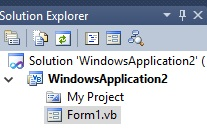 Solution Explorer
Solution 'WindowsApplication2' (
WindowsApplication2
My Project
Form1.vb